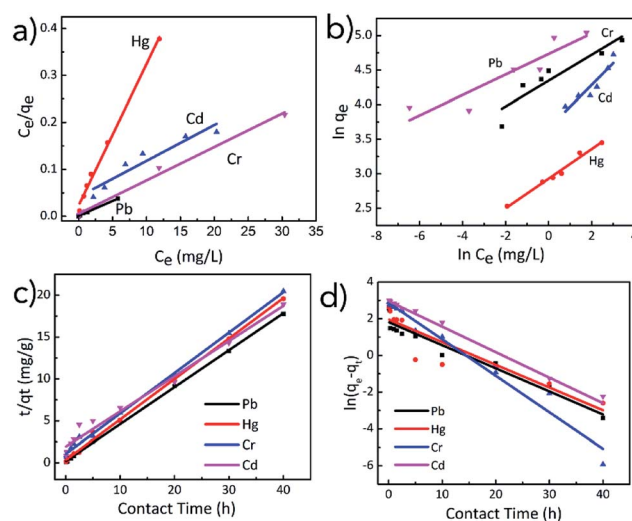 a)
Hg
Cd
Cr
Pb
Ce/qe
0.4
0.3
0.2
0.1
0.0
0 5 10 15 20 25 30 35
Ce (mg/L)
b)
Cr
Pb
Cd
Hg
ln qe
5.0
4.5
4.0
3.5
3.0
2.5
-8 -6 -4 -2 0 2 4
In Ce (mg/L)
c)
t/qt (mg/g)
20
15
10
5
0
Pb
Hg
Cr
Cd
0 10 20 30 40
Contact Time (h)
d)
ln(qe-qt)
4
2
0
-2
-4
-6
Pb
Hg
Cr
Cd
0 10 20 30 40
Contact Time (h)